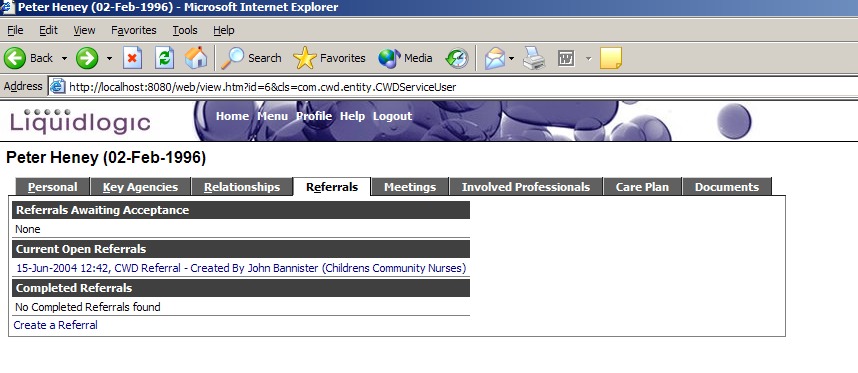 Peter Heney (02-Feb-1996) - Microsoft Internet Explorer
File Edit View Favorites Tools Help
Back Search Favorites Media
Address http://localhost:8080/web/view.htm?id=6&cls=com.cwd.entity.CWDServiceUser
Liquidlogic Home Menu Profile Help Logout
Peter Heney (02-Feb-1996)
Personal Key Agencies Relationships Referrals Meetings Involved Professionals Care Plan Documents
Referrals Awaiting Acceptance
None
Current Open Referrals
15-Jun-2004 12:42, CWD Referral - Created By John Bannister (Childrens Community Nurses)
Completed Referrals
No Completed Referrals found
Create a Referral